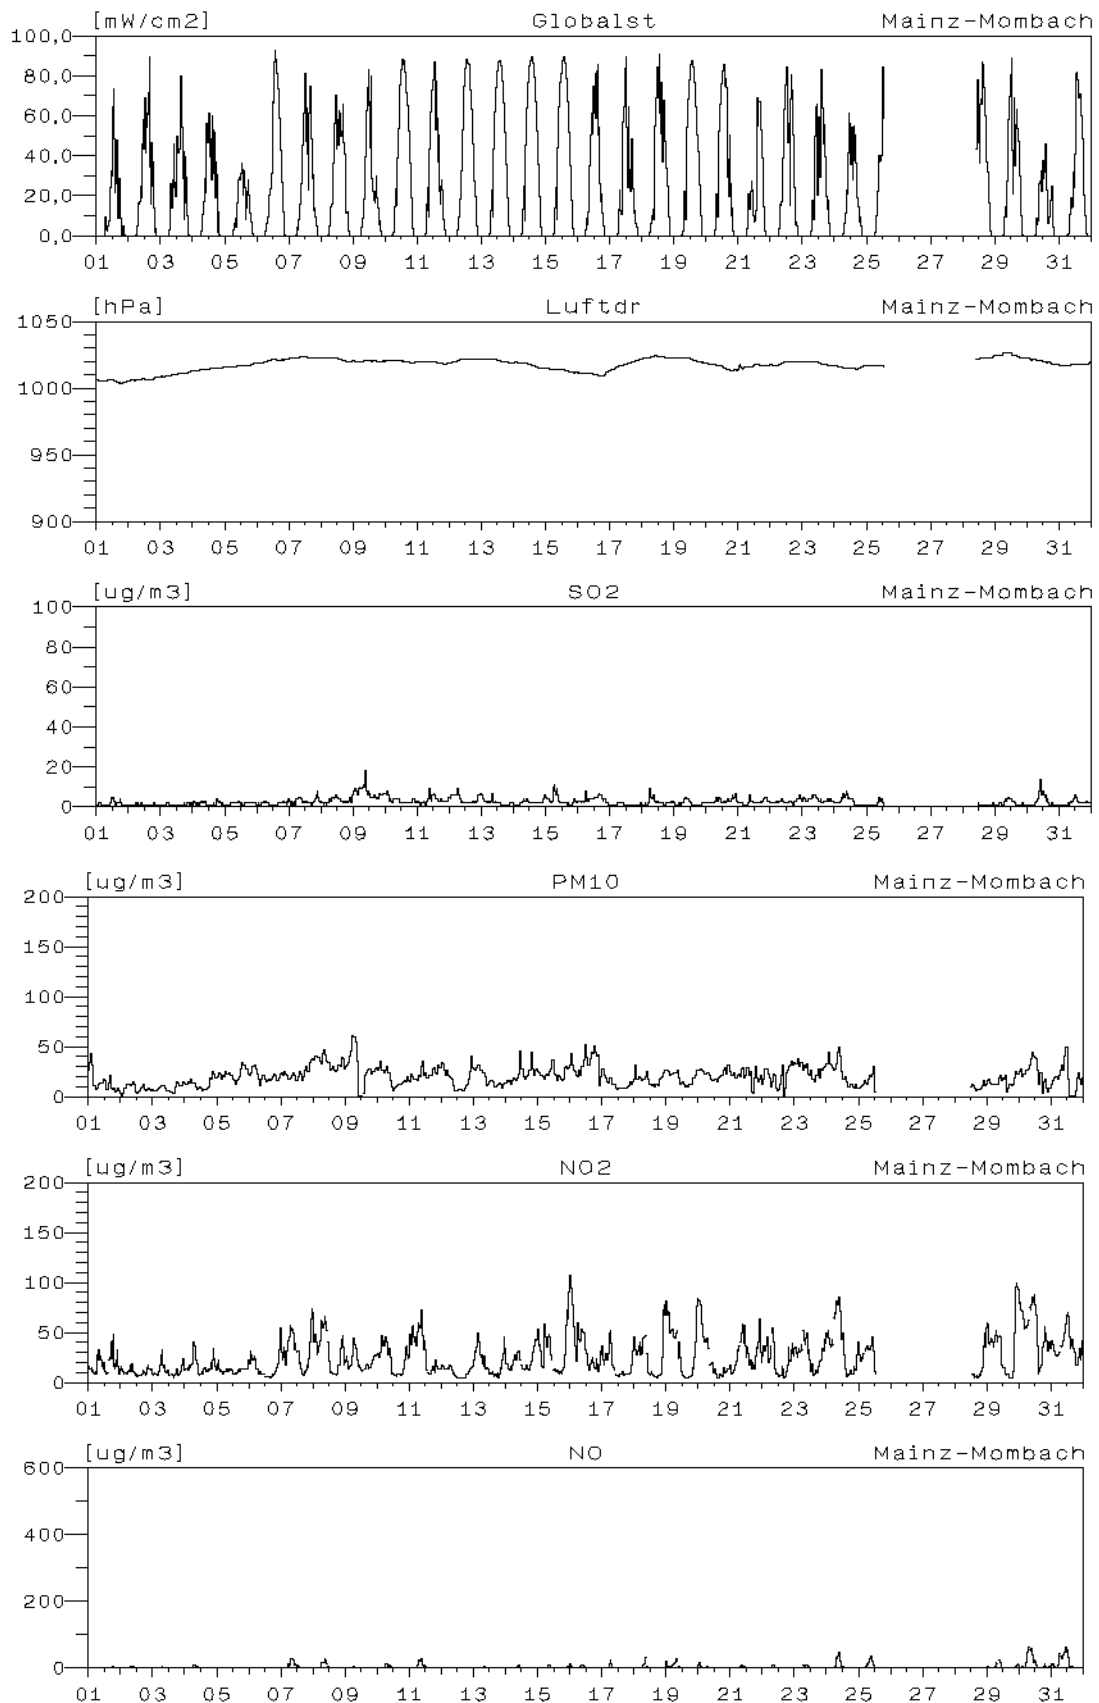 [mW/cm2] Globalst Mainz-Mombach
100,0
80,0
60,0
40,0
20,0
0,0
01 03 05 07 09 11 13 15 17 19 21 23 25 27 29 31
[hPa] Luftdr Mainz-Mombach
1050
1000
950
900
01 03 05 07 09 11 13 15 17 19 21 23 25 27 29 31
[ug/m3] SO2 Mainz-Mombach
100
80
60
40
20
0
01 03 05 07 09 11 13 15 17 19 21 23 25 27 29 31
[ug/m3] PM10 Mainz-Mombach
200
150
100
50
0
01 03 05 07 09 11 13 15 17 19 21 23 25 27 29 31
[ug/m3] NO2 Mainz-Mombach
200
150
100
50
0
01 03 05 07 09 11 13 15 17 19 21 23 25 27 29 31
[ug/m3] NO Mainz-Mombach
600
400
200
0
01 03 05 07 09 11 13 15 17 19 21 23 25 27 29 31